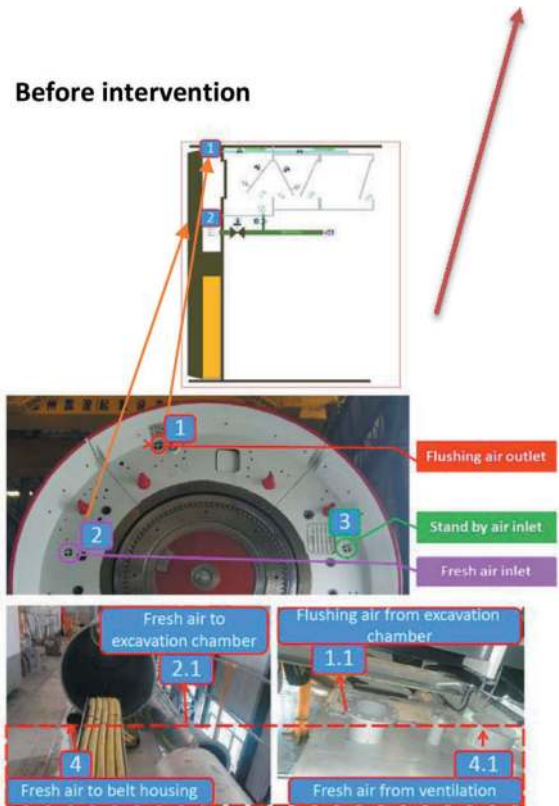 Before intervention
1
2
1
Flushing air outlet
3
Stand by air inlet
2
Fresh air inlet
Fresh air to
excavation chamber
2.1
Flushing air from excavation
chamber
1.1
4
Fresh air to belt housing
4.1
Fresh air from ventilation